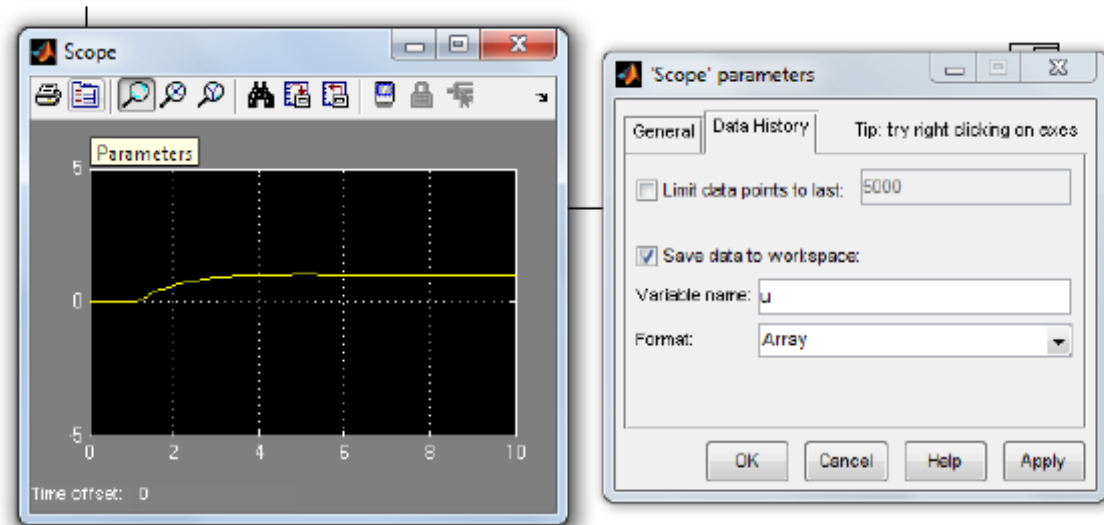 Scope
Parameters
5
0
-5
0 2 4 6 8 10
Time offset: 0
'Scope' parameters
General Data History Tip: try right clicking on axes
Limit data points to last: 5000
Save data to workspace:
Variable name: u
Format: Array
OK Cancel Help Apply